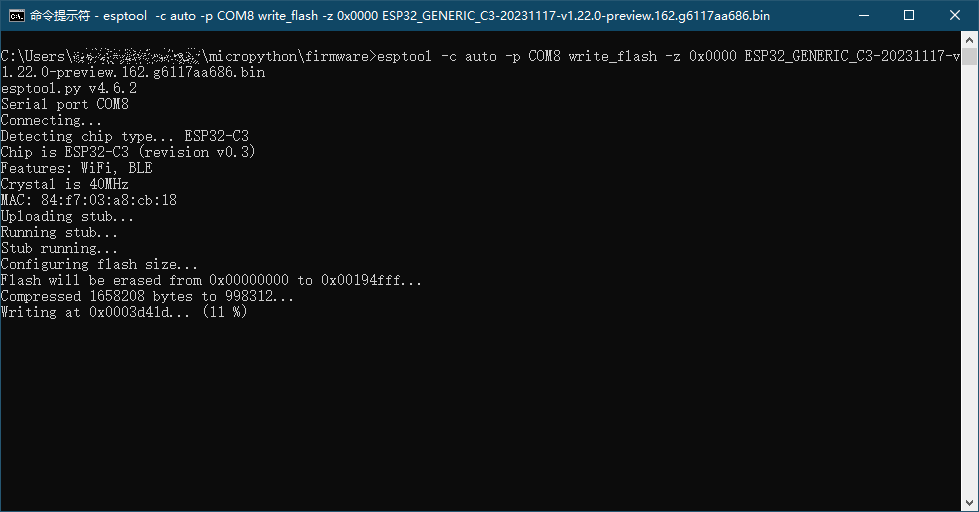 命令提示符 - esptool -c auto -p COM8 write_flash -z 0x0000 ESP32_GENERIC_C3-20231117-v1.22.0-preview.162.g6117aa686.bin
C:\Users\ \micropython\firmware>esptool -c auto -p COM8 write_flash -z 0x0000 ESP32_GENERIC_C3-20231117-v
1.22.0-preview.162.g6117aa686.bin
esptool.py v4.6.2
Serial port COM8
Connecting...
Detecting chip type... ESP32-C3
Chip is ESP32-C3 (revision v0.3)
Features: WiFi, BLE
Crystal is 40MHz
MAC: 84:f7:03:a8:cb:18
Uploading stub...
Running stub...
Stub running...
Configuring flash size...
Flash will be erased from 0x00000000 to 0x00194fff...
Compressed 1658208 bytes to 998312...
Writing at 0x0003d41d... (11 %)